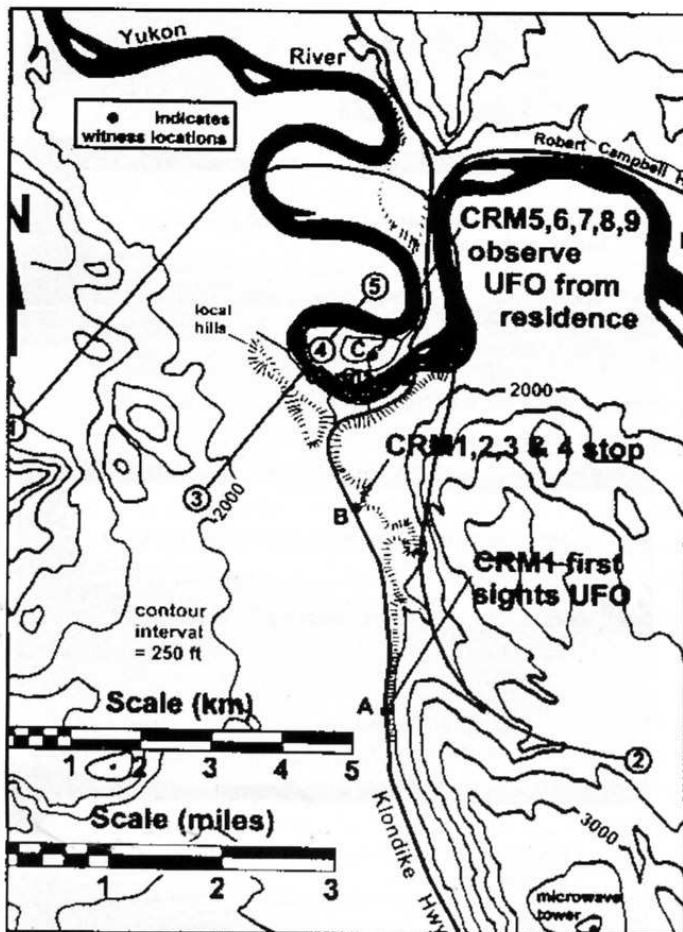 Yukon
River
Indicates
witness locations
Robert Campbell H
N
CRM5,6,7,8,9
observe
UFO from
residence
5
local
hills
4
C
2000
1
CRM1,2,3 & 4 stop
3
2000
B
CRM1 first
sights UFO
contour
interval
= 250 ft
Scale (km)
A
1 2 3 4 5
2
Scale (miles)
3000
1 2 3
Klondike Hwy
microwave
tower